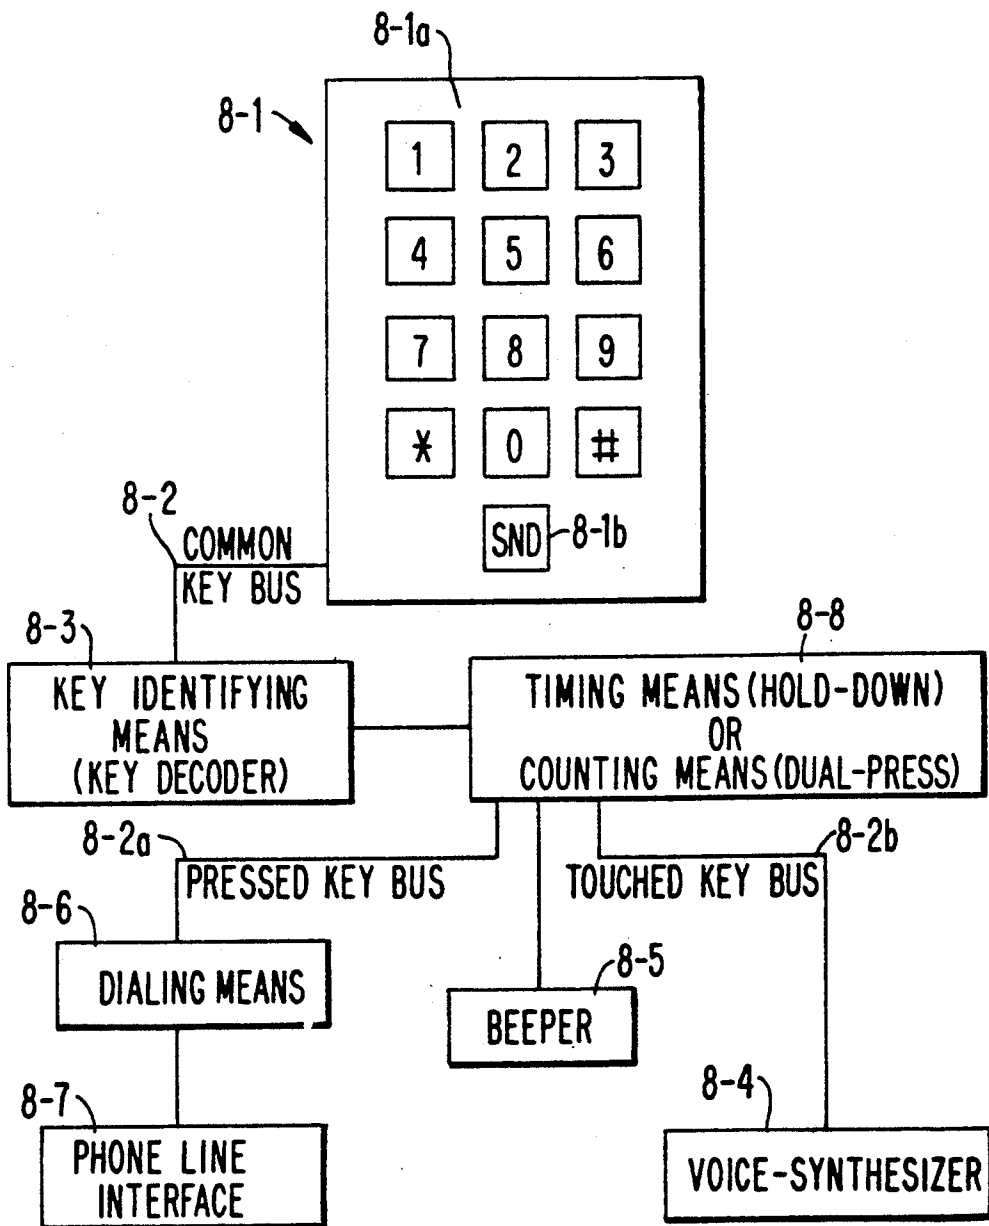 8-1a
8-1
1 2 3
4 5 6
7 8 9
* 0 #
SND 8-1b
8-2
COMMON
KEY BUS
8-3
KEY IDENTIFYING
MEANS
(KEY DECODER)
8-8
TIMING MEANS (HOLD-DOWN)
OR
COUNTING MEANS (DUAL-PRESS)
8-2a
PRESSED KEY BUS
8-2b
TOUCHED KEY BUS
8-6
DIALING MEANS
8-5
BEEPER
8-7
PHONE LINE
INTERFACE
8-4
VOICE-SYNTHESIZER